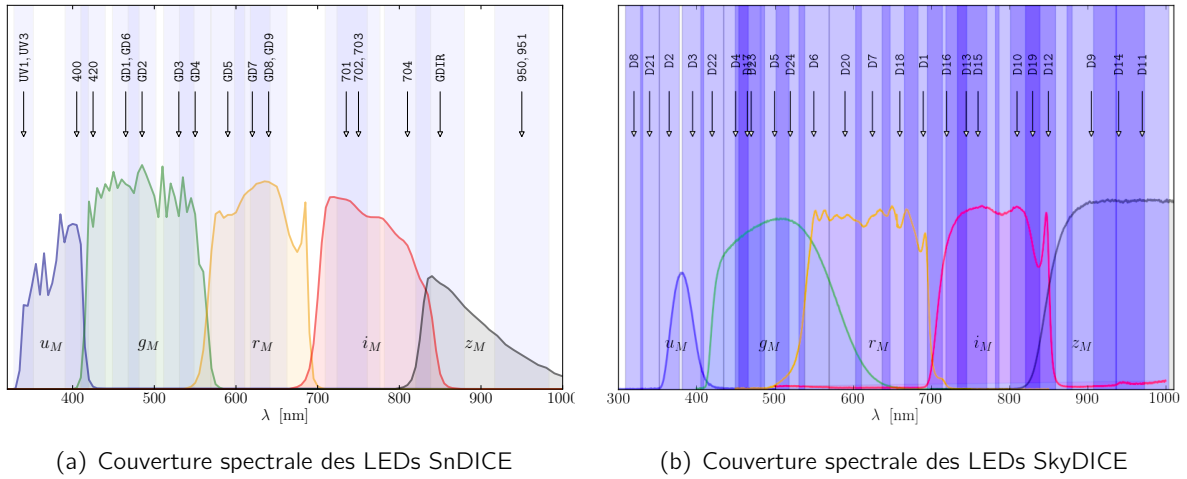 UV1,UV3
400
420
GD1,GD6
GD2
GD3
GD4
GD5
GD7
GD8,GD9
701
702,703
704
GDIR
950,951
u_M
g_M
r_M
i_M
z_M
400 500 600 700 800 900 1000
λ [nm]
(a) Couverture spectrale des LEDs SnDICE
D8
D21
D2
D3
D22
D4
D23
D5
D24
D6
D20
D7
D18
D1
D16
D13
D15
D10
D19
D12
D9
D14
D11
u_M
g_M
r_M
i_M
z_M
300 400 500 600 700 800 900 1000
λ [nm]
(b) Couverture spectrale des LEDs SkyDICE